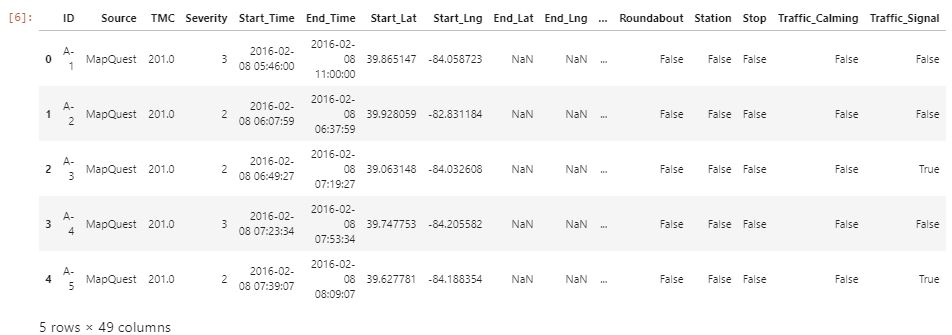 [6]:
ID Source TMC Severity Start_Time End_Time Start_Lat Start_Lng End_Lat End_Lng ... Roundabout Station Stop Traffic_Calming Traffic_Signal
0 A-1 MapQuest 201.0 3 2016-02-08 05:46:00 2016-02-08 11:00:00 39.865147 -84.058723 NaN NaN ... False False False False False
1 A-2 MapQuest 201.0 2 2016-02-08 06:07:59 2016-02-08 06:37:59 39.928059 -82.831184 NaN NaN ... False False False False False
2 A-3 MapQuest 201.0 2 2016-02-08 06:49:27 2016-02-08 07:19:27 39.063148 -84.032608 NaN NaN ... False False False False True
3 A-4 MapQuest 201.0 3 2016-02-08 07:23:34 2016-02-08 07:53:34 39.747753 -84.205582 NaN NaN ... False False False False False
4 A-5 MapQuest 201.0 2 2016-02-08 07:39:07 2016-02-08 08:09:07 39.627781 -84.188354 NaN NaN ... False False False False True
5 rows × 49 columns